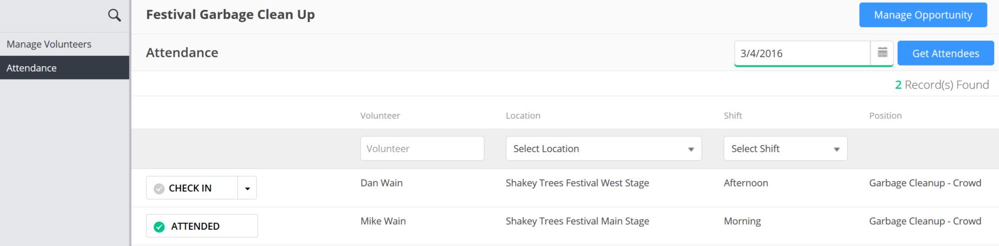 Festival Garbage Clean Up
Manage Opportunity
Manage Volunteers
Attendance
Attendance
3/4/2016
Get Attendees
2 Record(s) Found
Volunteer Location Shift Position
Volunteer Select Location Select Shift
CHECK IN Dan Wain Shakey Trees Festival West Stage Afternoon Garbage Cleanup - Crowd
ATTENDED Mike Wain Shakey Trees Festival Main Stage Morning Garbage Cleanup - Crowd